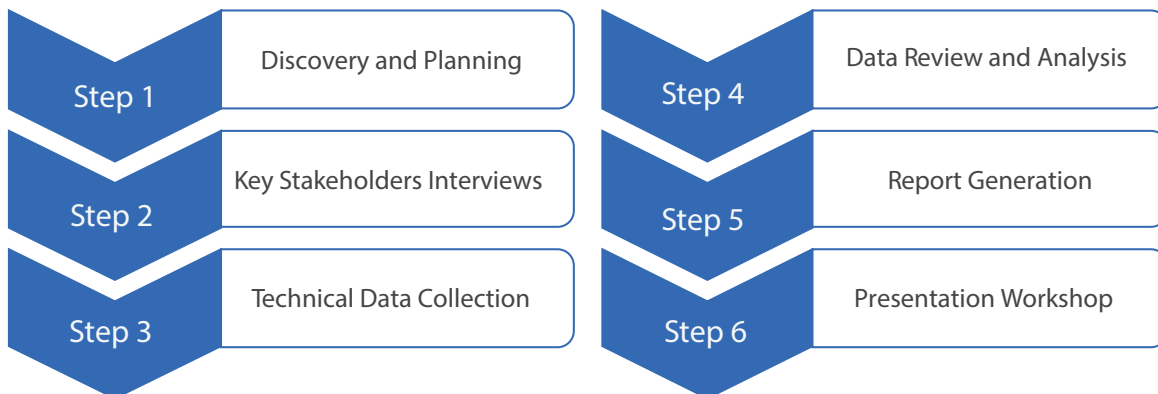 Step 1
Discovery and Planning
Step 2
Key Stakeholders Interviews
Step 3
Technical Data Collection
Step 4
Data Review and Analysis
Step 5
Report Generation
Step 6
Presentation Workshop